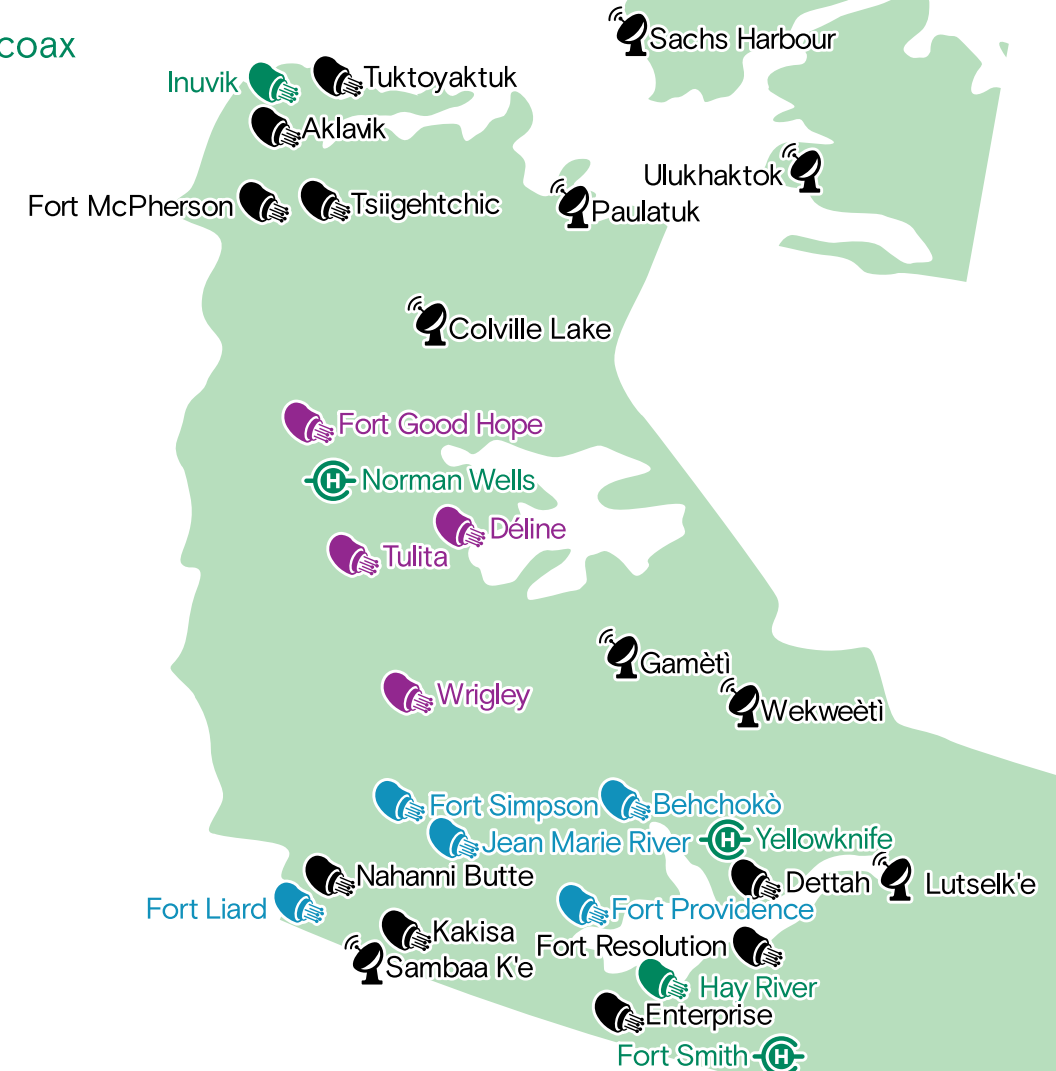 coax
Sachs Harbour
Inuvik
Tuktoyaktuk
Aklavik
Ulukhaktok
Fort McPherson
Tsiigehtchic
Paulatuk
Colville Lake
Fort Good Hope
H Norman Wells
Déline
Tulita
Gamètì
Wrigley
Wekweètì
Fort Simpson
Behchokò
Jean Marie River
H Yellowknife
Nahanni Butte
Dettah
Lutselk'e
Fort Liard
Fort Providence
Kakisa
Fort Resolution
Sambaa K'e
Hay River
Enterprise
Fort Smith H